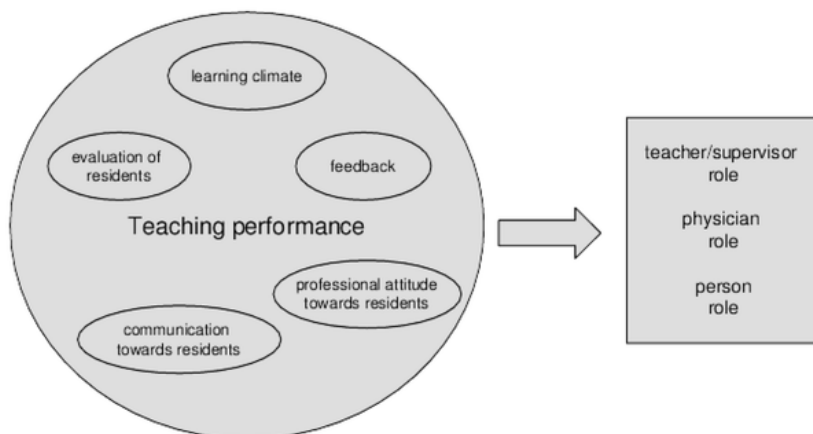 learning climate
evaluation of
residents
feedback
Teaching performance
professional attitude
towards residents
communication
towards residents
teacher/supervisor
role
physician
role
person
role